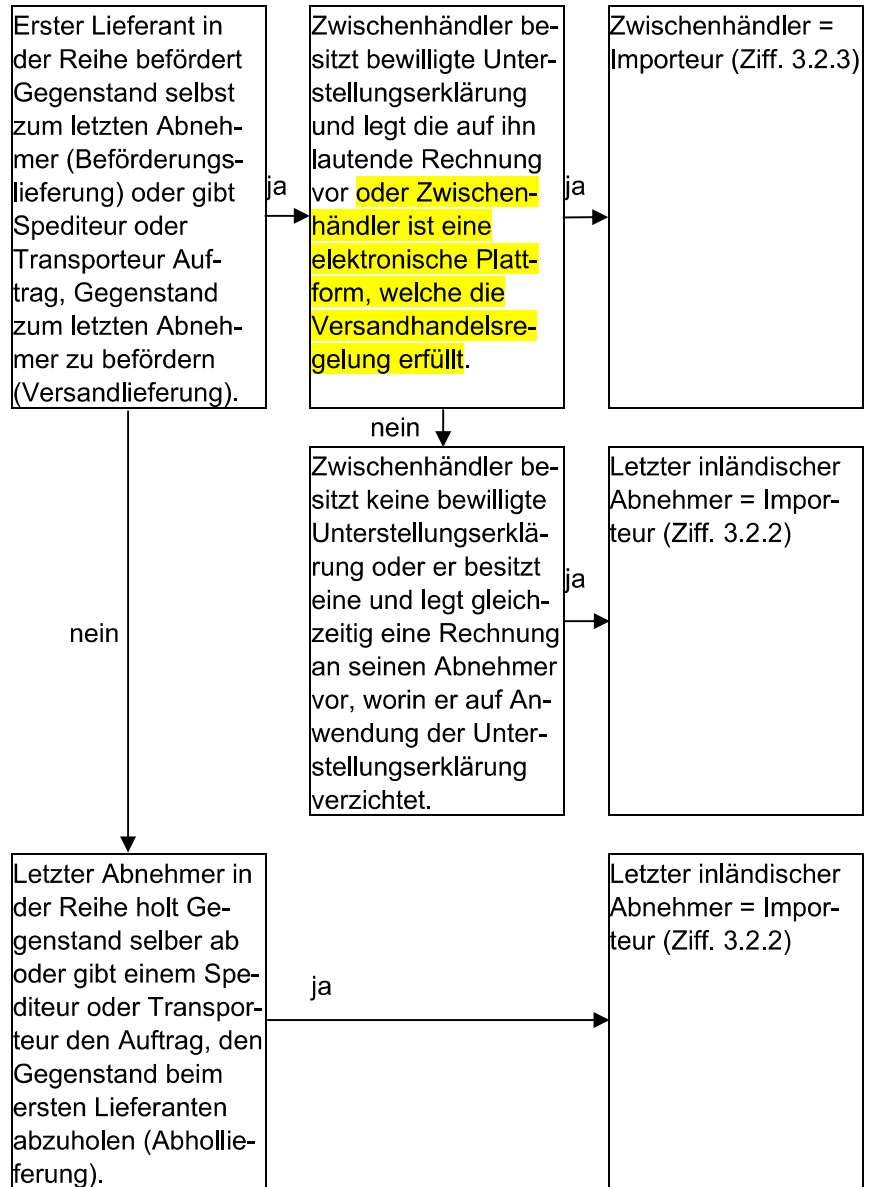 Erster Lieferant in
der Reihe befördert
Gegenstand selbst
zum letzten Abneh-
mer (Beförderungs-
lieferung) oder gibt
Spediteur oder
Transporteur Auf-
trag, Gegenstand
zum letzten Abneh-
mer zu befördern
(Versandlieferung).
ja
Zwischenhändler be-
sitzt bewilligte Unter-
stellungserklärung
und legt die auf ihn
lautende Rechnung
vor oder Zwischen-
händler ist eine
elektronische Platt-
form, welche die
Versandhandelsre-
gelung erfüllt.
ja
Zwischenhändler =
Importeur (Ziff. 3.2.3)
nein
Zwischenhändler be-
sitzt keine bewilligte
Unterstellungserklä-
rung oder er besitzt
eine und legt gleich-
zeitig eine Rechnung
an seinen Abnehmer
vor, worin er auf An-
wendung der Unter-
stellungserklärung
verzichtet.
ja
Letzter inländischer
Abnehmer = Impor-
teur (Ziff. 3.2.2)
nein
Letzter Abnehmer in
der Reihe holt Ge-
genstand selber ab
oder gibt einem Spe-
diteur oder Transpor-
teur den Auftrag, den
Gegenstand beim
ersten Lieferanten
abzuholen (Abhollie-
ferung).
ja
Letzter inländischer
Abnehmer = Impor-
teur (Ziff. 3.2.2)